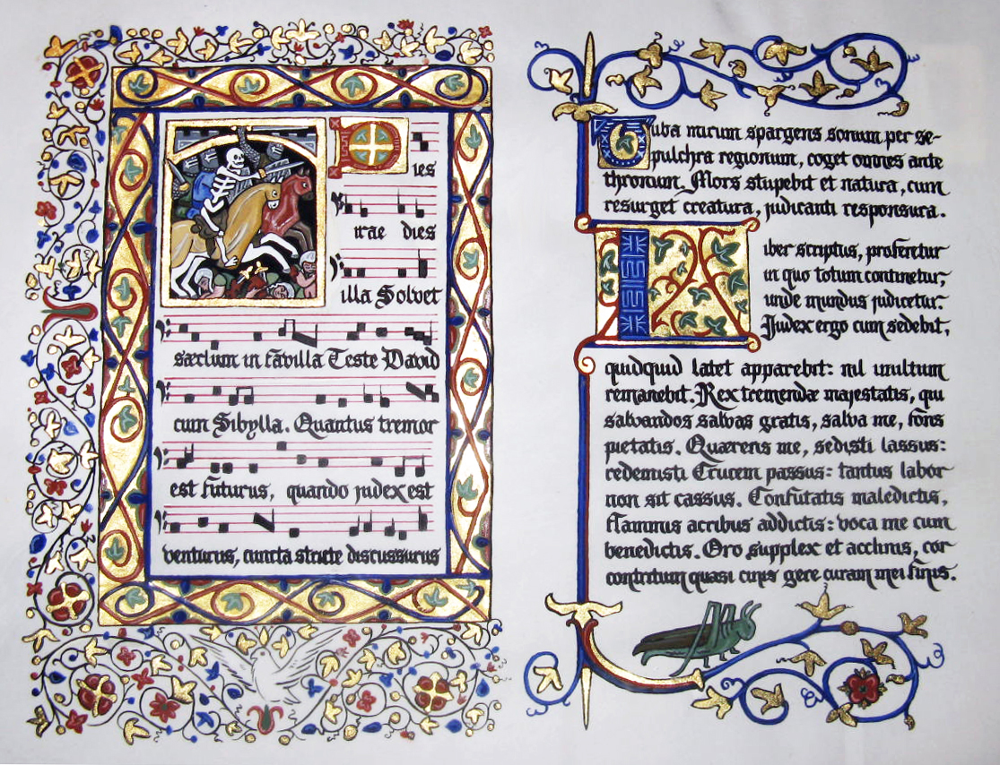 Dies
irae dies
illa Solvet
sæclum in favilla Teste David
cum Sibylla. Quantus tremor
est futurus, quando judex est
venturus, cuncta stricte discussurus
Tuba mirum spargens sonum per se-
pulchra regionum, coget omnes ante
thronum. Mors stupebit et natura, cum
resurget creatura, judicanti responsura.
Liber scriptus, proferetur
in quo totum continetur,
unde mundus judicetur.
Judex ergo cum sedebit,
quidquid latet apparebit: nil inultum
remanebit. Rex tremendæ majestatis, qui
salvandos salvas gratis, salva me, fons
pietatis. Quærens me, sedisti lassus:
redemisti Crucem passus: tantus labor
non sit cassus. Confutatis maledictis,
flammis acribus addictis: voca me cum
benedictis. Oro supplex et acclinis, cor
contritum quasi cinis gere curam mei finis.